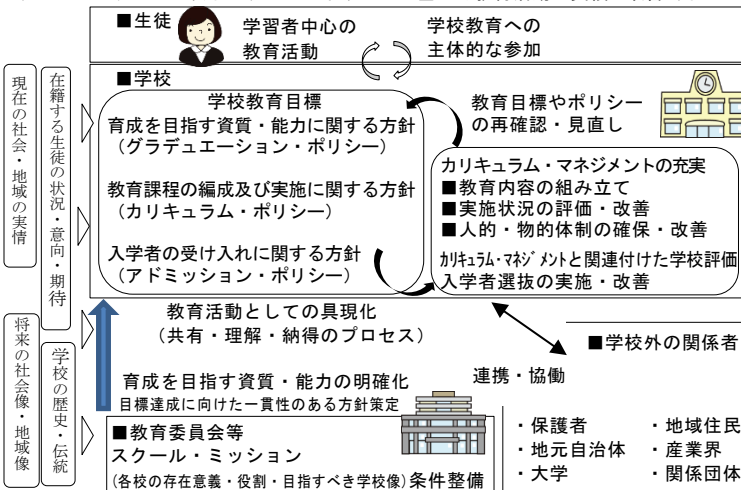 ■生徒
学習者中心の
教育活動
学校教育への
主体的な参加
現在の社会・地域の実情
在籍する生徒の状況・意向・期待
■学校
学校教育目標
育成を目指す資質・能力に関する方針
(グラデュエーション・ポリシー)
教育課程の編成及び実施に関する方針
(カリキュラム・ポリシー)
入学者の受け入れに関する方針
(アドミッション・ポリシー)
教育目標やポリシー
の再確認・見直し
カリキュラム・マネジメントの充実
■教育内容の組み立て
■実施状況の評価・改善
■人的・物的体制の確保・改善
カリキュラム・マネジメントと関連付けた学校評価
入学者選抜の実施・改善
教育活動としての具現化
(共有・理解・納得のプロセス)
将来の社会像・地域像
学校の歴史・伝統
育成を目指す資質・能力の明確化
目標達成に向けた一貫性のある方針策定
連携・協働
■学校外の関係者
・保護者
・地域住民
・地元自治体
・産業界
・大学
・関係団体
■教育委員会等
スクール・ミッション
(各校の存在意義・役割・目指すべき学校像)条件整備